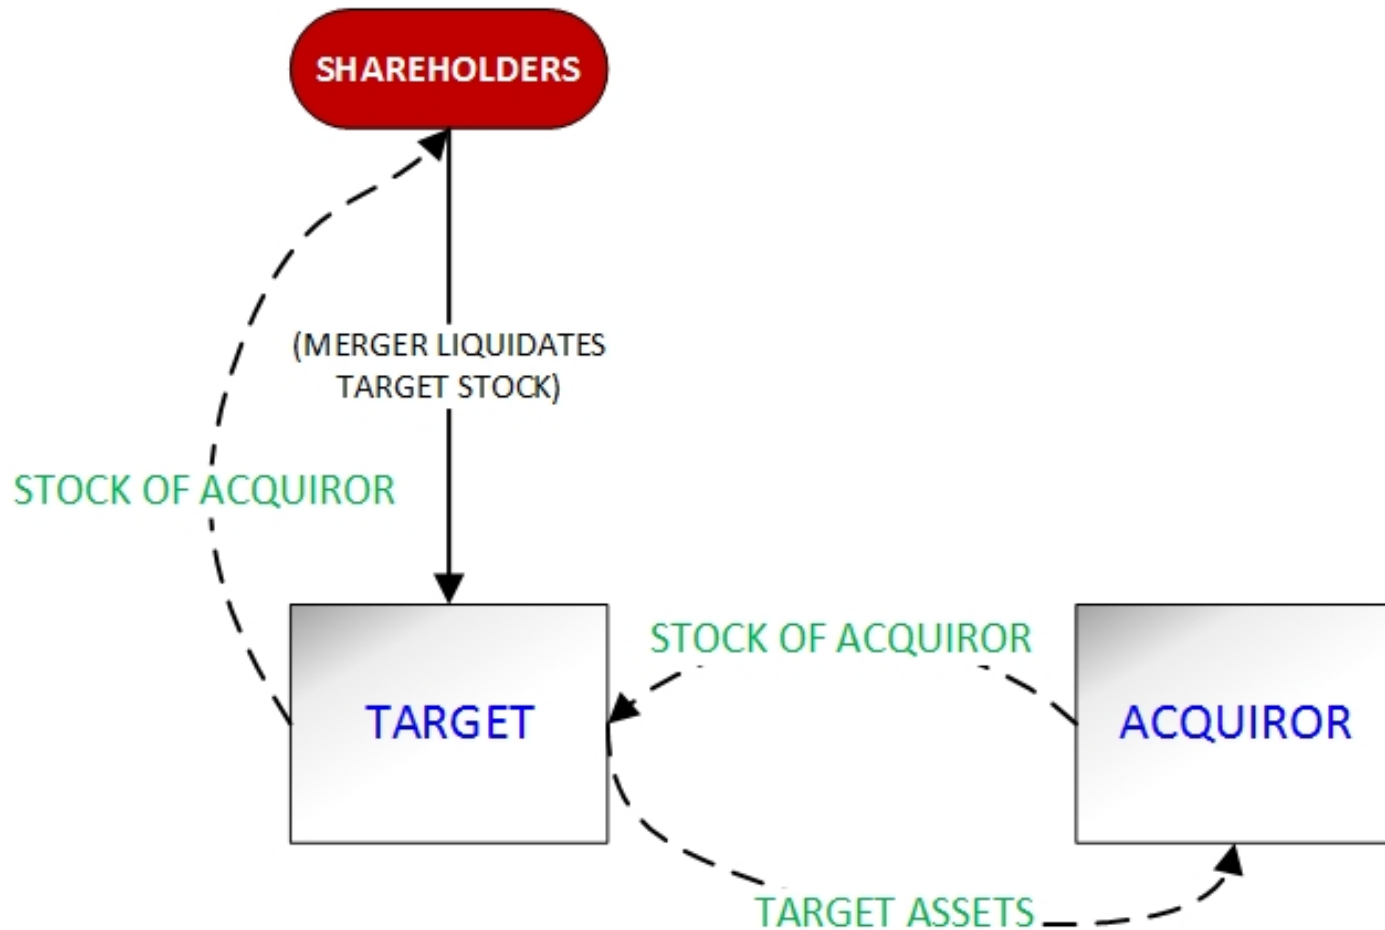 SHAREHOLDERS
(MERGER LIQUIDATES
TARGET STOCK)
STOCK OF ACQUIROR
STOCK OF ACQUIROR
TARGET
ACQUIROR
TARGET ASSETS